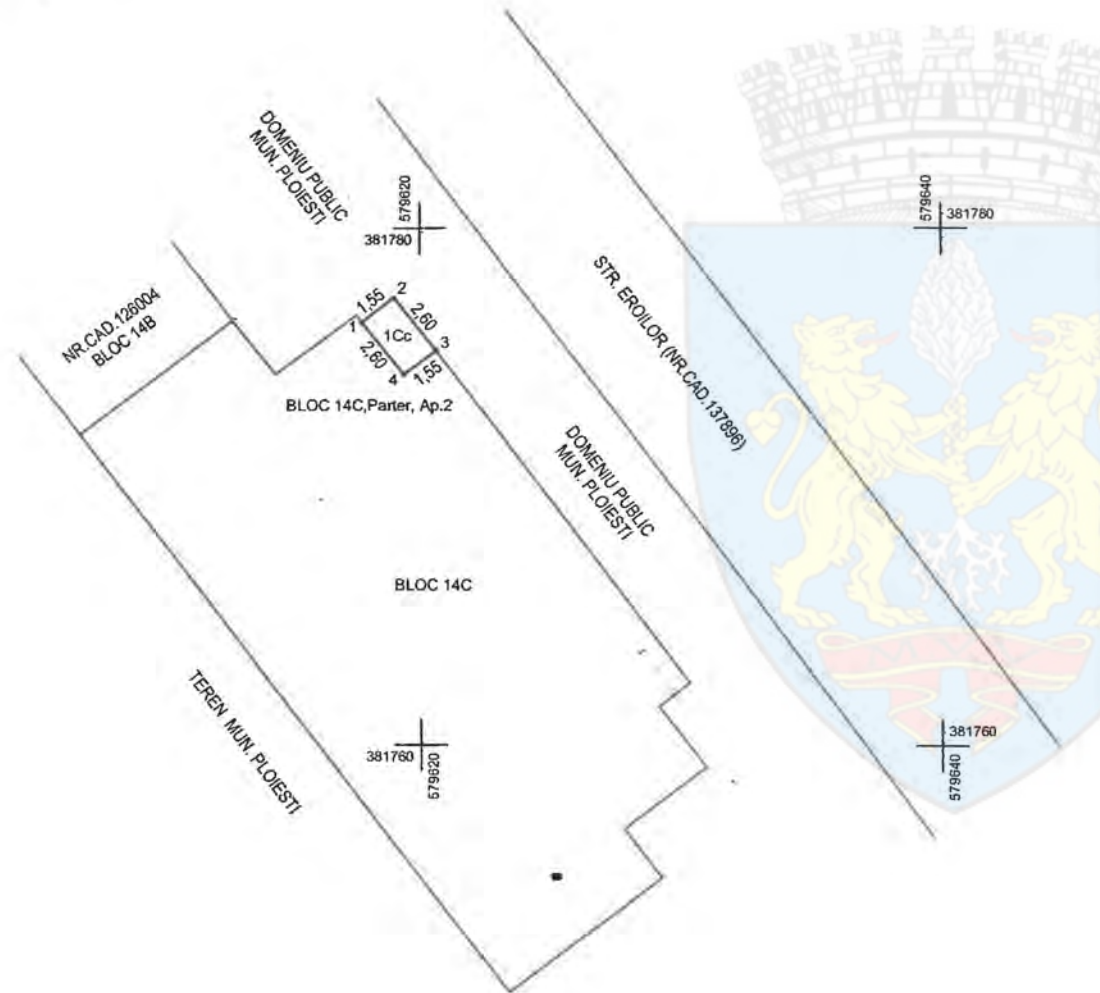 DOMENIU PUBLIC
MUN. PLOIESTI
579620
381780
579640
381780
NR.CAD.126004
BLOC 14B
STR. EROILOR (NR.CAD.137896)
1,55
2
2,60
1
1Cc
3
2,60
4
1,55
BLOC 14C,Parter, Ap.2
DOMENIU PUBLIC
MUN. PLOIESTI
BLOC 14C
TEREN MUN. PLOIESTI
381760
579620
381760
579640